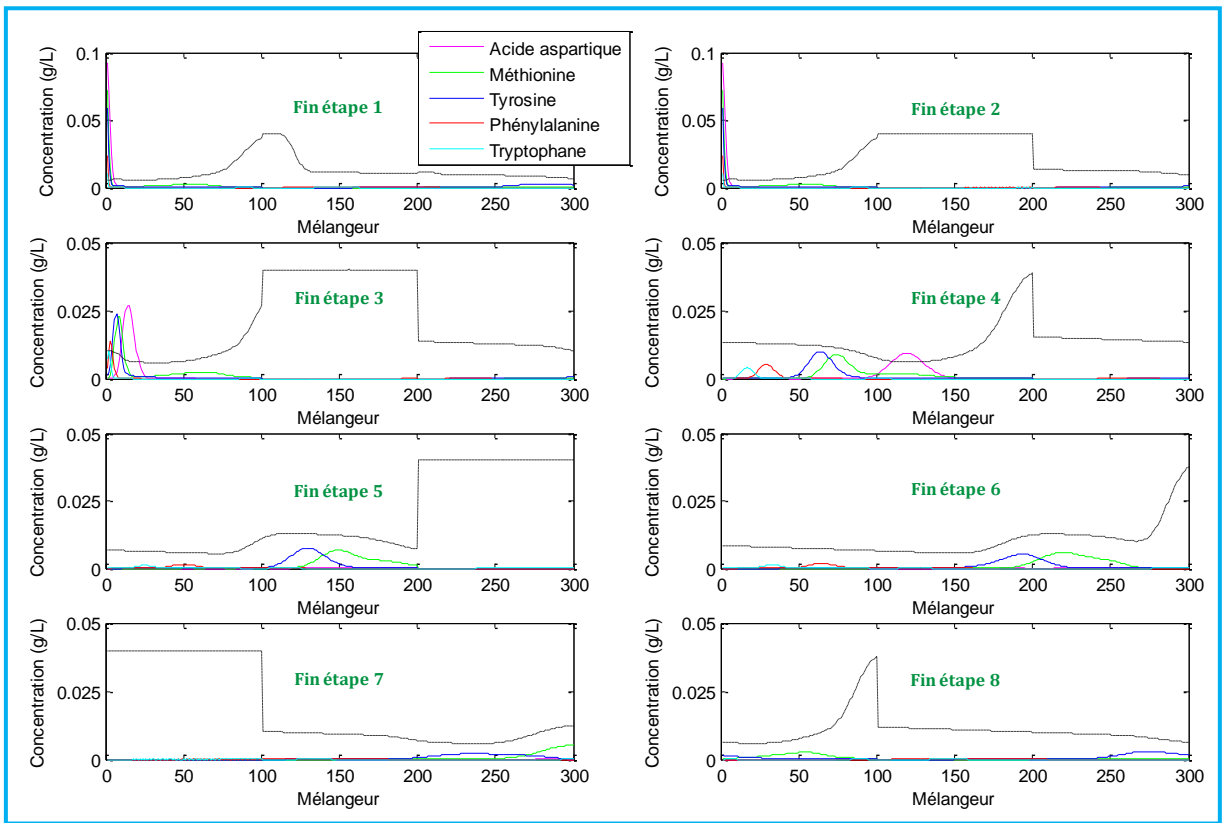 Acide aspartique
Méthionine
Tyrosine
Phénylalanine
Tryptophane
Concentration (g/L)
0.1
0.05
0
Fin étape 1
0 50 100 150 200 250 300
Mélangeur
Concentration (g/L)
0.1
0.05
0
Fin étape 2
0 50 100 150 200 250 300
Mélangeur
Concentration (g/L)
0.05
0.025
0
Fin étape 3
0 50 100 150 200 250 300
Mélangeur
Concentration (g/L)
0.05
0.025
0
Fin étape 4
0 50 100 150 200 250 300
Mélangeur
Concentration (g/L)
0.05
0.025
0
Fin étape 5
0 50 100 150 200 250 300
Mélangeur
Concentration (g/L)
0.05
0.025
0
Fin étape 6
0 50 100 150 200 250 300
Mélangeur
Concentration (g/L)
0.05
0.025
0
Fin étape 7
0 50 100 150 200 250 300
Mélangeur
Concentration (g/L)
0.05
0.025
0
Fin étape 8
0 50 100 150 200 250 300
Mélangeur